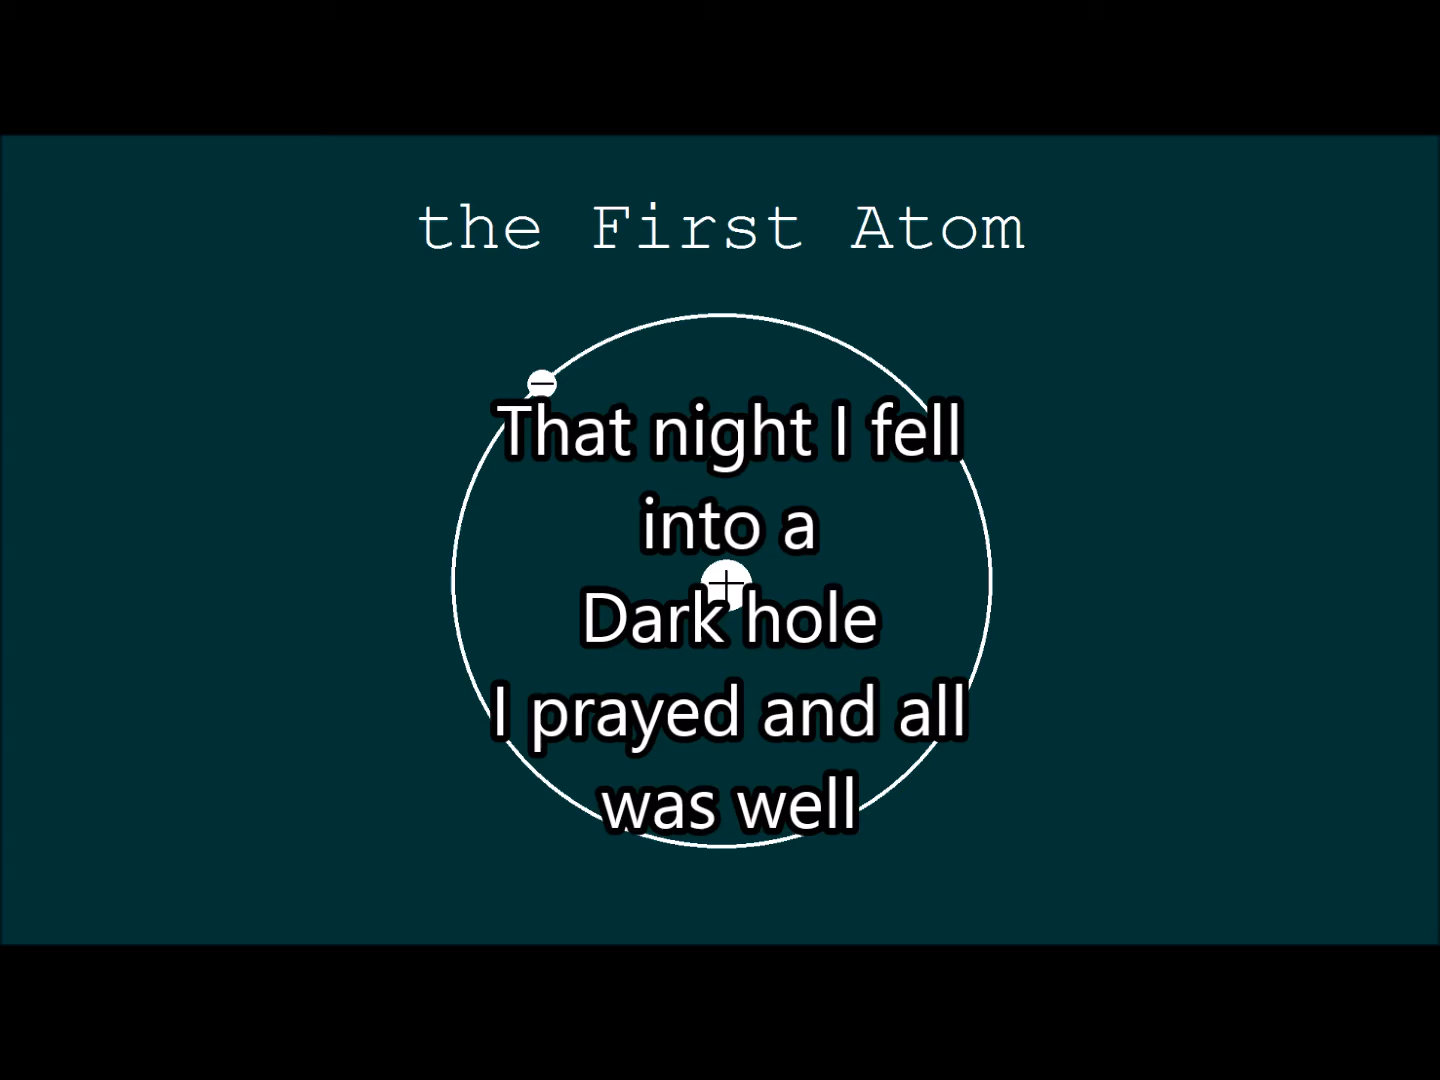 the First Atom
−
That night I fell
into a
+
Dark hole
I prayed and all
was well